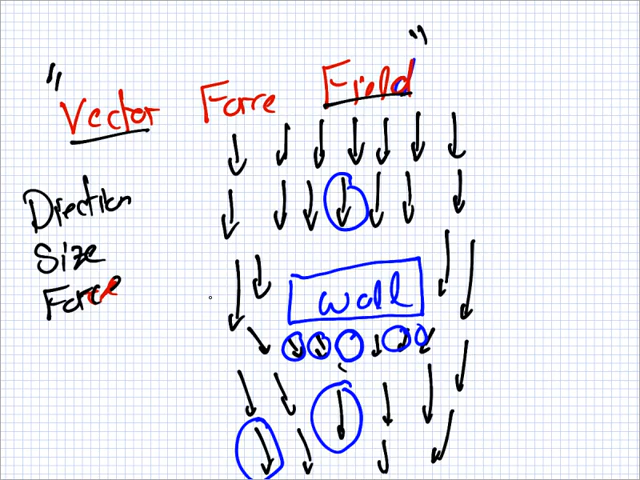 "Vector Force Field"
Direction
Size
Force
Wall